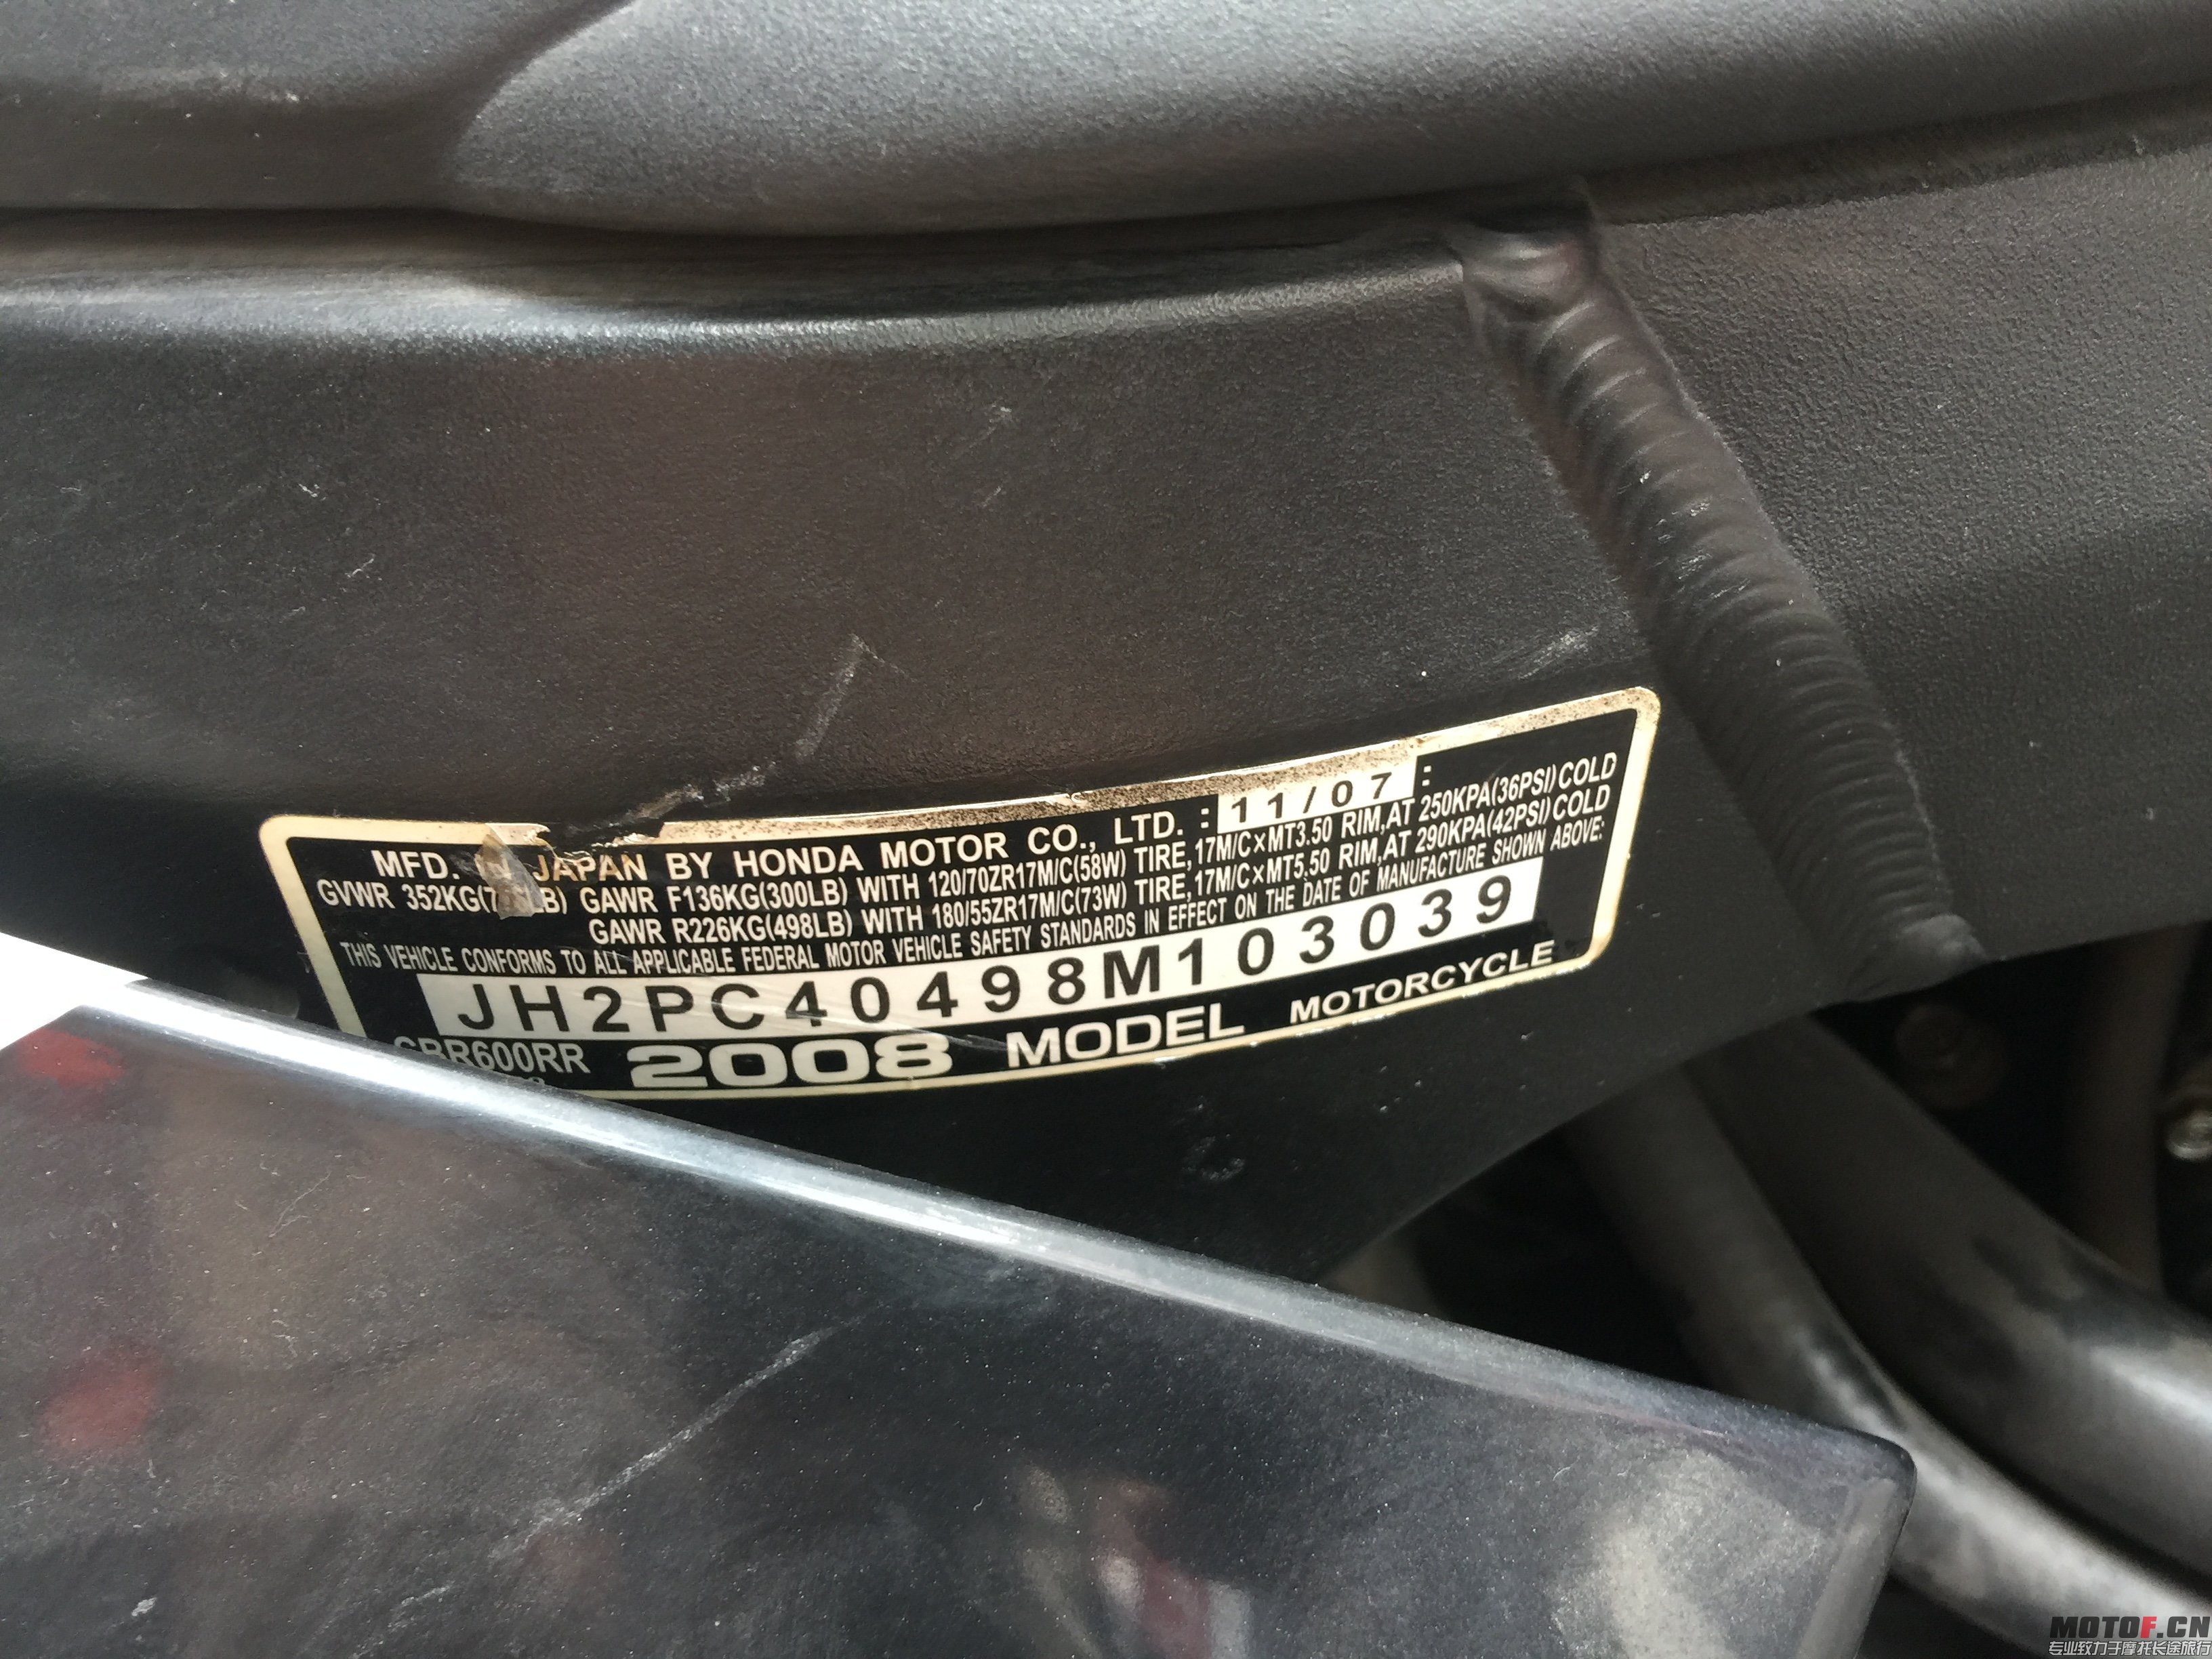 MFD. JAPAN BY HONDA MOTOR CO., LTD. : 11/07 :
GVWR 352KG( LB) GAWR F136KG(300LB) WITH 120/70ZR17M/C(58W) TIRE,17M/C×MT3.50 RIM,AT 250KPA(36PSI)COLD
GAWR R226KG(498LB) WITH 180/55ZR17M/C(73W) TIRE,17M/C×MT5.50 RIM,AT 290KPA(42PSI)COLD
THIS VEHICLE CONFORMS TO ALL APPLICABLE FEDERAL MOTOR VEHICLE SAFETY STANDARDS IN EFFECT ON THE DATE OF MANUFACTURE SHOWN ABOVE:
JH2PC40498M103039
CBR600RR 2008 MODEL MOTORCYCLE
MOTOF.CN
专业致力于摩托长途旅行